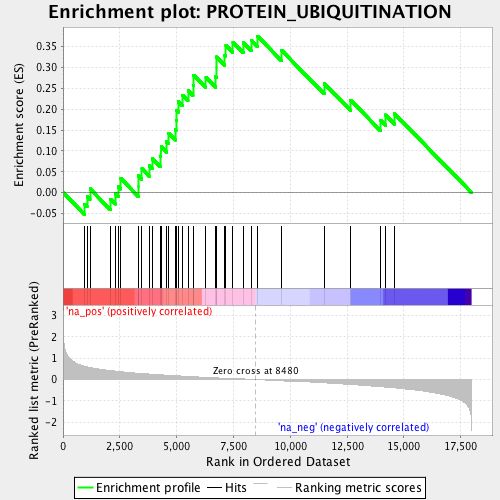 Enrichment plot: PROTEIN_UBIQUITINATION
Enrichment score (ES)
0.35
0.30
0.25
0.20
0.15
0.10
0.05
0.00
-0.05
'na_pos' (positively correlated)
Ranked list metric (PreRanked)
3
2
1
0
-1
-2
Zero cross at 8480
'na_neg' (negatively correlated)
0
2,500
5,000
7,500
10,000
12,500
15,000
17,500
Rank in Ordered Dataset
Enrichment profile
Hits
Ranking metric scores